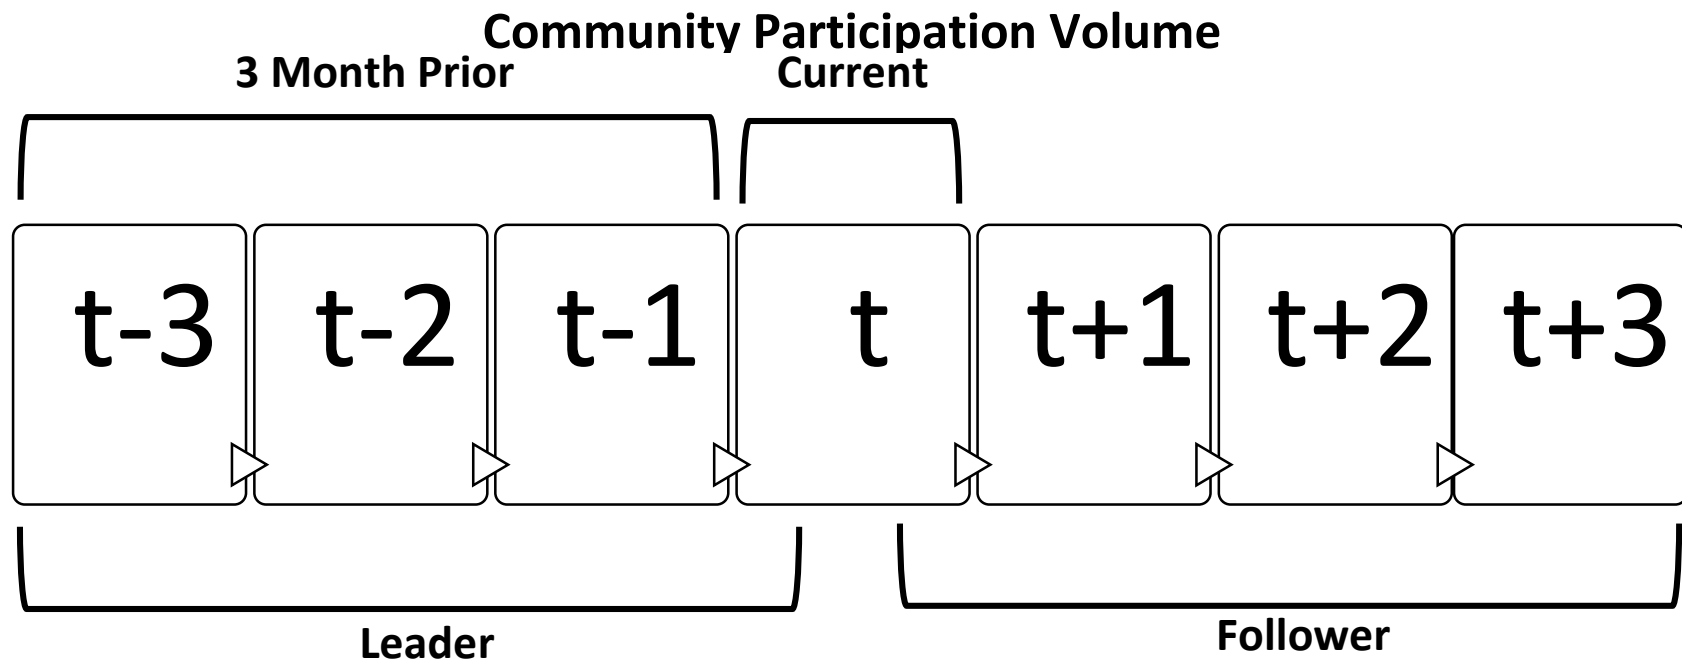 Community Participation Volume
3 Month Prior Current
t-3 t-2 t-1 t t+1 t+2 t+3
Leader Follower